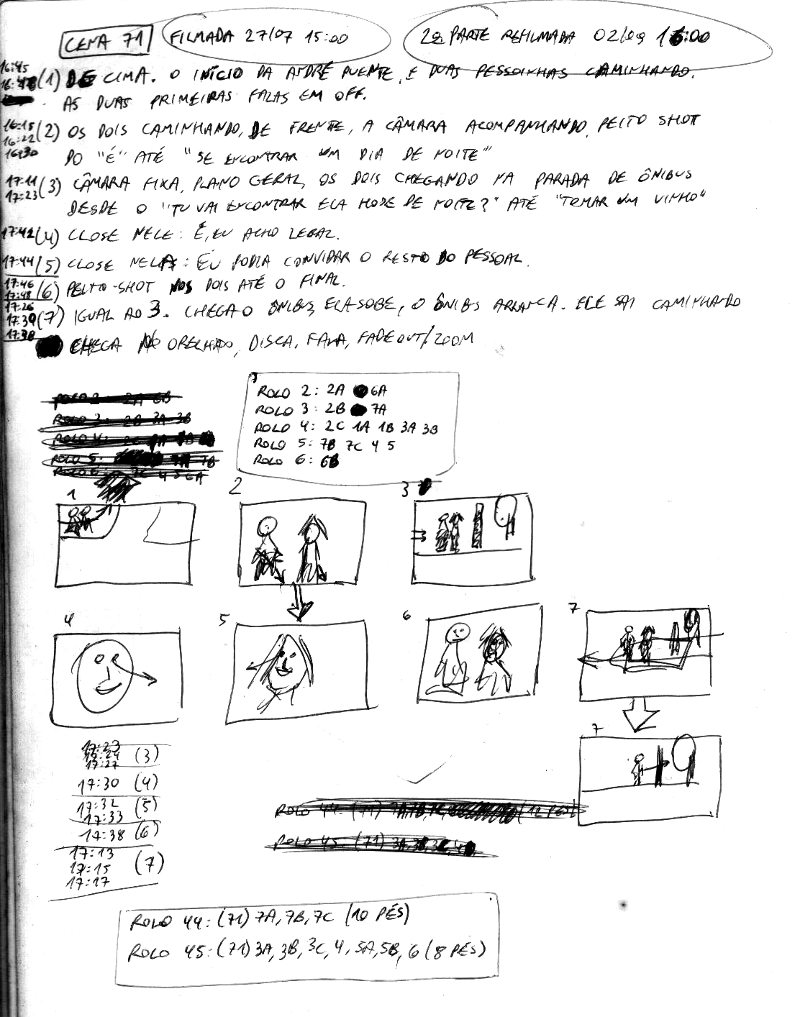 CENA 71 FILMADA 27/07 15:00 2ª PARTE REFILMADA 02/09 16:00
16:45
(1) DE CIMA. O INÍCIO DA ANDRÉ PUENTE, E DUAS PESSOINHAS CAMINHANDO.
AS DUAS PRIMEIRAS FALAS EM OFF.
16:15 (2) OS DOIS CAMINHANDO, DE FRENTE, A CÂMARA ACOMPANHANDO, PEITO SHOT
16:22
16:30 DO "É" ATÉ "SE ENCONTRAR UM DIA DE NOITE"
17:11 (3) CÂMARA FIXA, PLANO GERAL, OS DOIS CHEGANDO NA PARADA DE ÔNIBUS
17:23 DESDE O "TU VAI ENCONTRAR ELA HOJE DE NOITE?" ATÉ "TOMAR UM VINHO"
17:42 (4) CLOSE NELE: É, EU ACHO LEGAL.
17:44 (5) CLOSE NELA: EU PODIA CONVIDAR O RESTO DO PESSOAL.
17:46
17:48 (6) PEITO-SHOT NOS DOIS ATÉ O FINAL.
17:26
17:39 (7) IGUAL AO 3. CHEGA O ÔNIBUS, ELA SOBE, O ÔNIBUS ARRANCA. ELE SAI CAMINHANDO
17:38
CHEGA NO ORELHÃO, DISCA, FALA, FADE OUT/ZOOM
ROLO 2: 2A 6A
ROLO 3: 2B 7A
ROLO 4: 2C 1A 1B 3A 3B
ROLO 5: 7B 7C 4 5
ROLO 6: 6B
1 2 3
4 5 6 7
7
17:27 (3)
17:30 (4)
17:32 (5)
17:33
17:38 (6)
17:13
17:15 (7)
17:17
ROLO 44: (71) 7A, 7B, 7C (10 PÉS)
ROLO 45: (71) 3A, 3B, 3C, 4, 5A, 5B, 6 (8 PÉS)